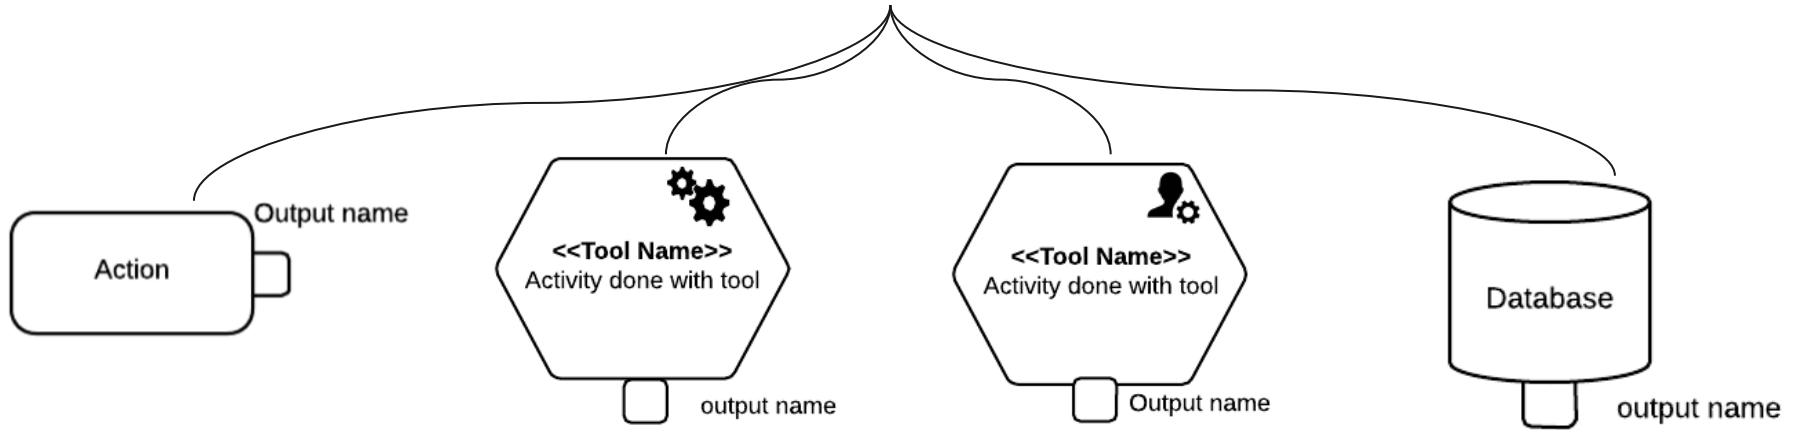 Output name
Action
<<Tool Name>>
Activity done with tool
output name
<<Tool Name>>
Activity done with tool
Output name
Database
output name